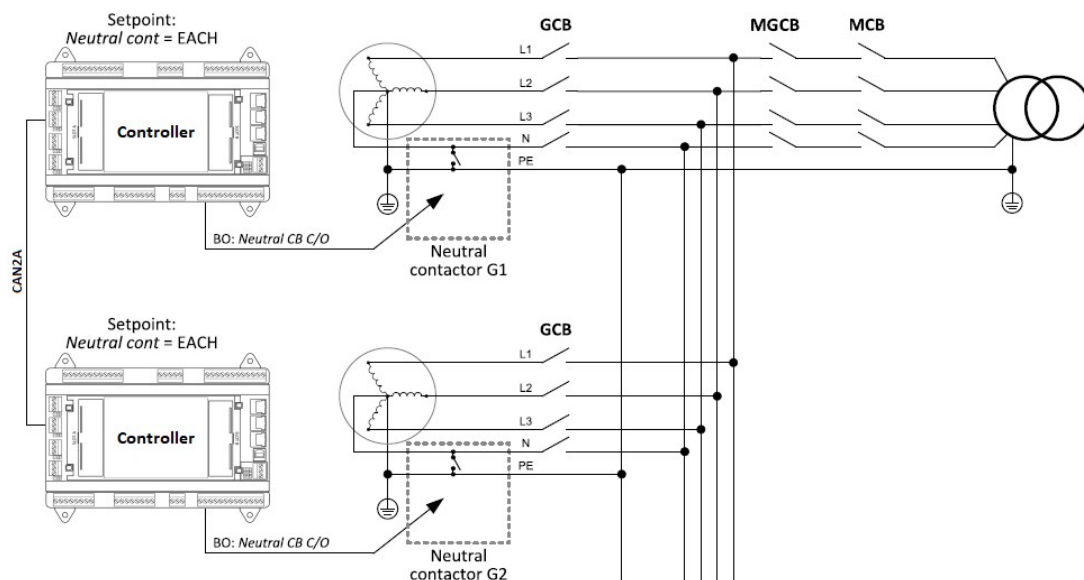 Setpoint:
Neutral cont = EACH
Controller
BO: Neutral CB C/O
CAN2A
GCB
MGCB
MCB
L1
L2
L3
N
PE
Neutral
contactor G1
Setpoint:
Neutral cont = EACH
Controller
BO: Neutral CB C/O
GCB
L1
L2
L3
N
PE
Neutral
contactor G2